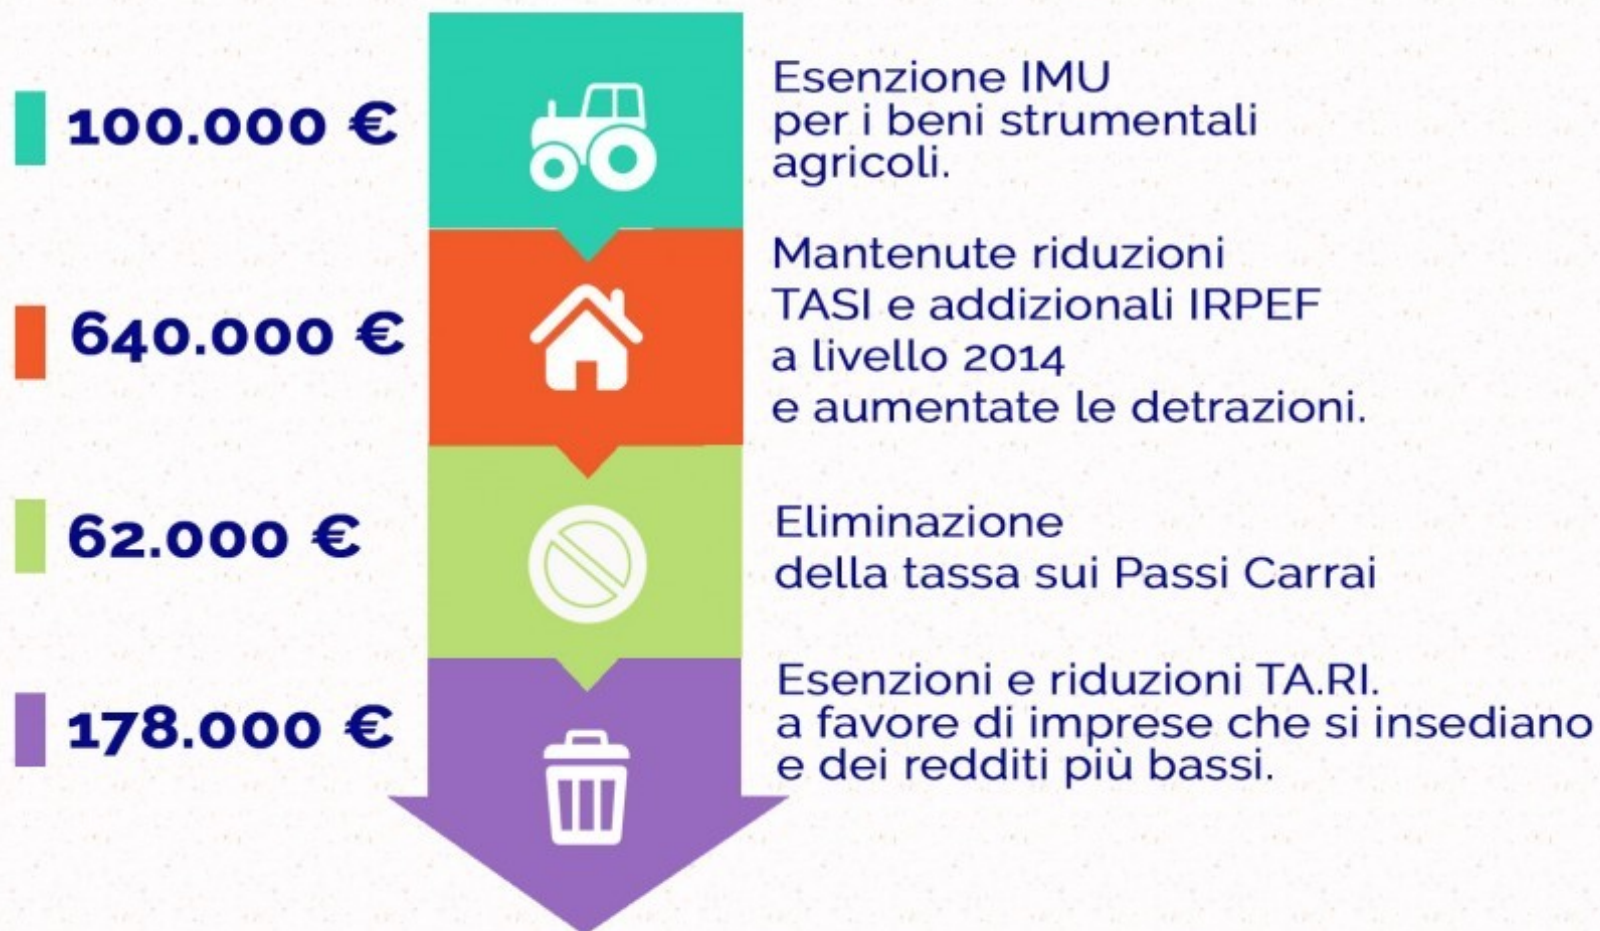 100.000 €
Esenzione IMU
per i beni strumentali
agricoli.
640.000 €
Mantenute riduzioni
TASI e addizionali IRPEF
a livello 2014
e aumentate le detrazioni.
62.000 €
Eliminazione
della tassa sui Passi Carrai
178.000 €
Esenzioni e riduzioni TA.RI.
a favore di imprese che si insediano
e dei redditi più bassi.